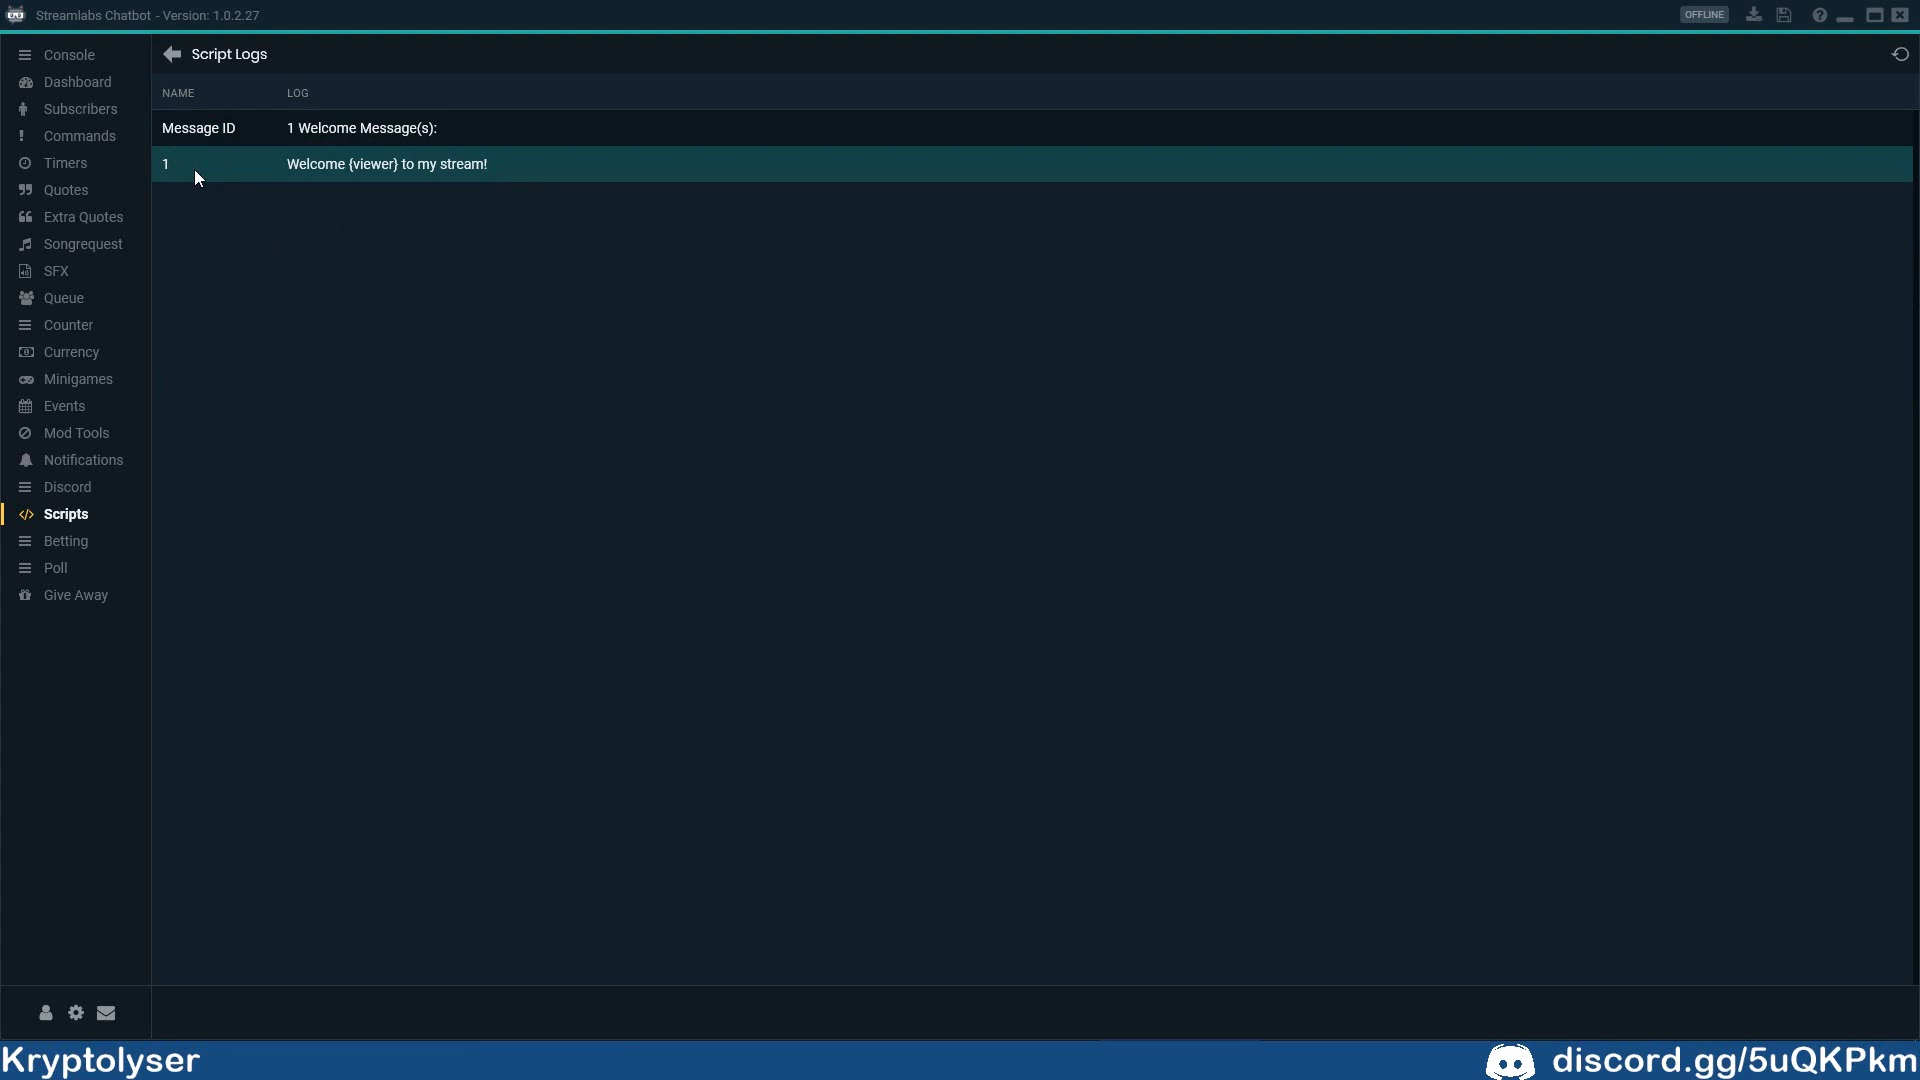 Streamlabs Chatbot - Version: 1.0.2.27
OFFLINE
Console
Dashboard
Subscribers
Commands
Timers
Quotes
Extra Quotes
Songrequest
SFX
Queue
Counter
Currency
Minigames
Events
Mod Tools
Notifications
Discord
Scripts
Betting
Poll
Give Away
Script Logs
NAME LOG
Message ID 1 Welcome Message(s):
1 Welcome {viewer} to my stream!
Kryptolyser
discord.gg/5uQKPkm